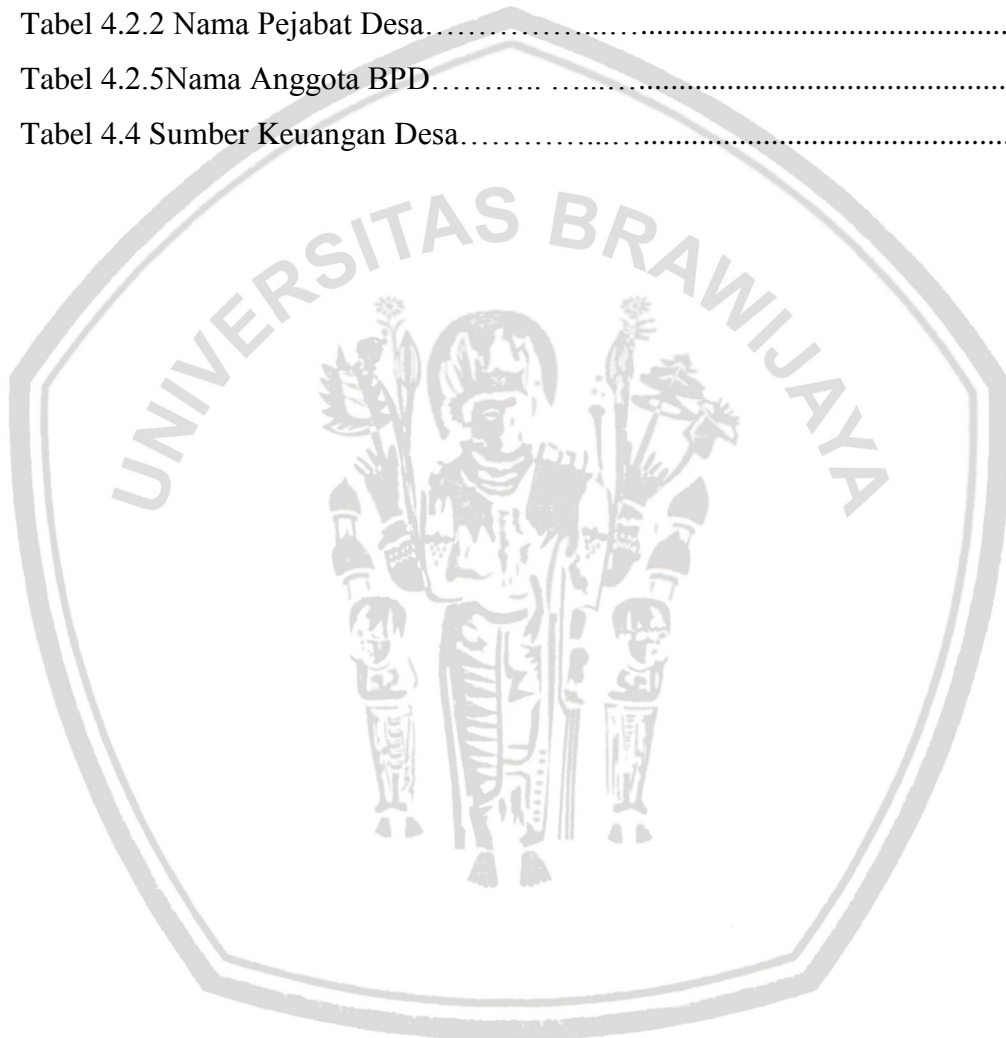 Tabel 4.2.2 Nama Pejabat Desa……………...….............................................
Tabel 4.2.5Nama Anggota BPD……….. …...….............................................
Tabel 4.4 Sumber Keuangan Desa…………...….............................................
UNIVERSITAS BRAWIJAYA